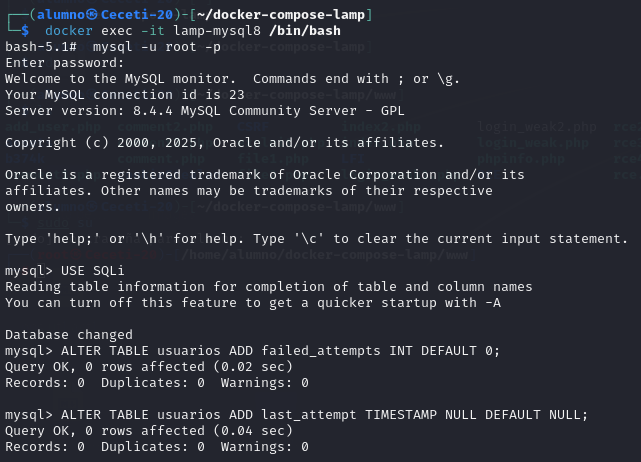 ┌──(alumno㉿Ceceti-20)-[~/docker-compose-lamp]
└─$ docker exec -it lamp-mysql8 /bin/bash
bash-5.1#  mysql -u root -p
Enter password:
Welcome to the MySQL monitor.  Commands end with ; or \g.
Your MySQL connection id is 23
Server version: 8.4.4 MySQL Community Server - GPL
Copyright (c) 2000, 2025, Oracle and/or its affiliates.
Oracle is a registered trademark of Oracle Corporation and/or its
affiliates. Other names may be trademarks of their respective
owners.
Type 'help;' or '\h' for help. Type '\c' to clear the current input statement.
mysql> USE SQLi
Reading table information for completion of table and column names
You can turn off this feature to get a quicker startup with -A
Database changed
mysql> ALTER TABLE usuarios ADD failed_attempts INT DEFAULT 0;
Query OK, 0 rows affected (0.02 sec)
Records: 0  Duplicates: 0  Warnings: 0
mysql> ALTER TABLE usuarios ADD last_attempt TIMESTAMP NULL DEFAULT NULL;
Query OK, 0 rows affected (0.04 sec)
Records: 0  Duplicates: 0  Warnings: 0